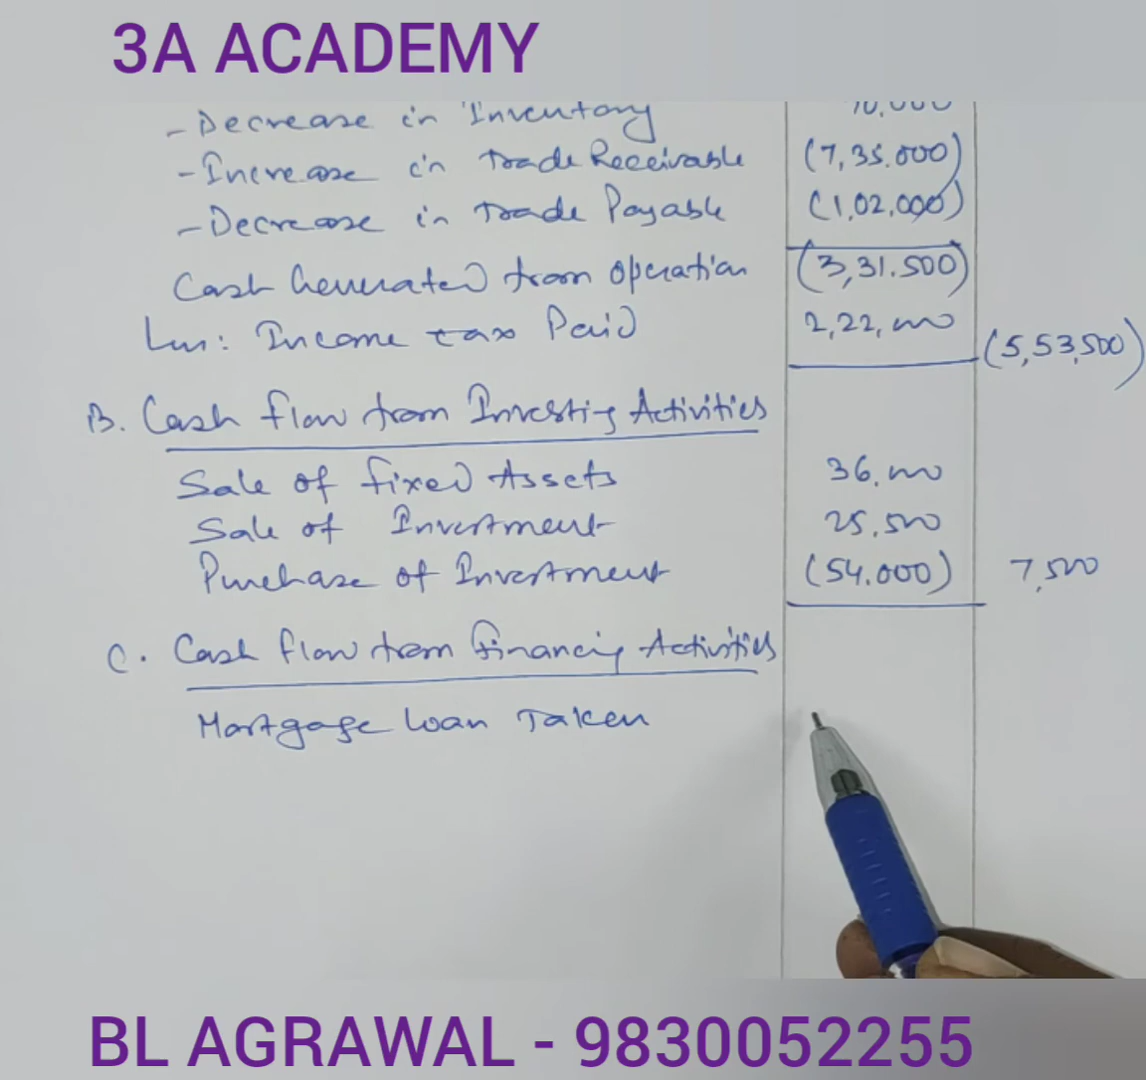 3A ACADEMY
- Decrease in Inventory
- Increase in Trade Receivable (7,35.000)
- Decrease in Trade Payable (1,02,000)
Cash Generated from operation (3,31.500)
Less: Income tax Paid 2,22,000 (5,53,500)
B. Cash flow from Investing Activities
Sale of fixed Assets 36,000
Sale of Investment 25,500
Purchase of Investment (54.000) 7,500
C. Cash flow from financing Activities
Mortgage loan Taken
BL AGRAWAL - 9830052255